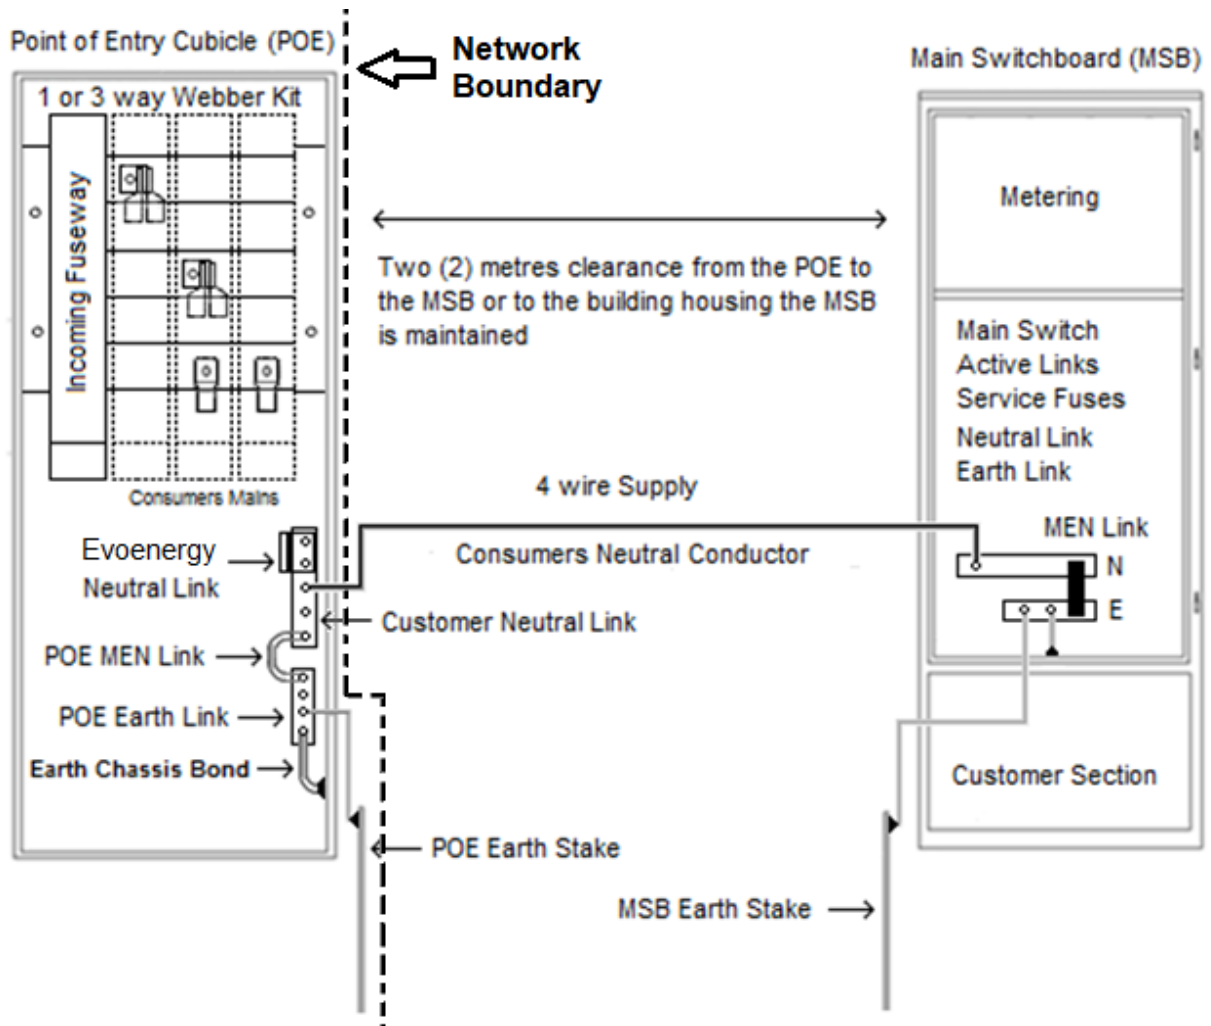 Point of Entry Cubicle (POE)
Network
Boundary
Main Switchboard (MSB)
1 or 3 way Webber Kit
Incoming Fuseway
Metering
Two (2) metres clearance from the POE to
the MSB or to the building housing the MSB
is maintained
Main Switch
Active Links
Service Fuses
Neutral Link
Earth Link
Consumers Mains
4 wire Supply
MEN Link
Evoenergy
Neutral Link
Consumers Neutral Conductor
N
E
Customer Neutral Link
POE MEN Link
POE Earth Link
Earth Chassis Bond
Customer Section
POE Earth Stake
MSB Earth Stake